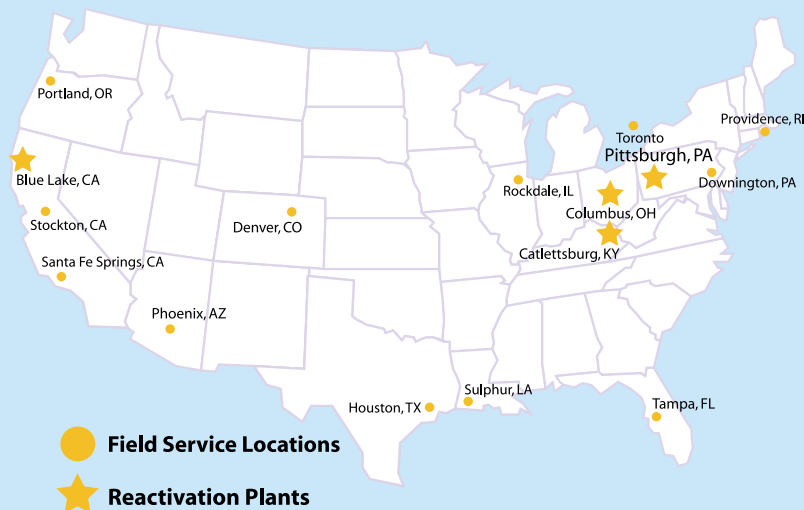 Portland, OR
Providence, RI
Toronto
Pittsburgh, PA
Blue Lake, CA
Rockdale, IL
Downington, PA
Columbus, OH
Stockton, CA
Denver, CO
Catlettsburg, KY
Santa Fe Springs, CA
Phoenix, AZ
Sulphur, LA
Houston, TX
Tampa, FL
Field Service Locations
Reactivation Plants